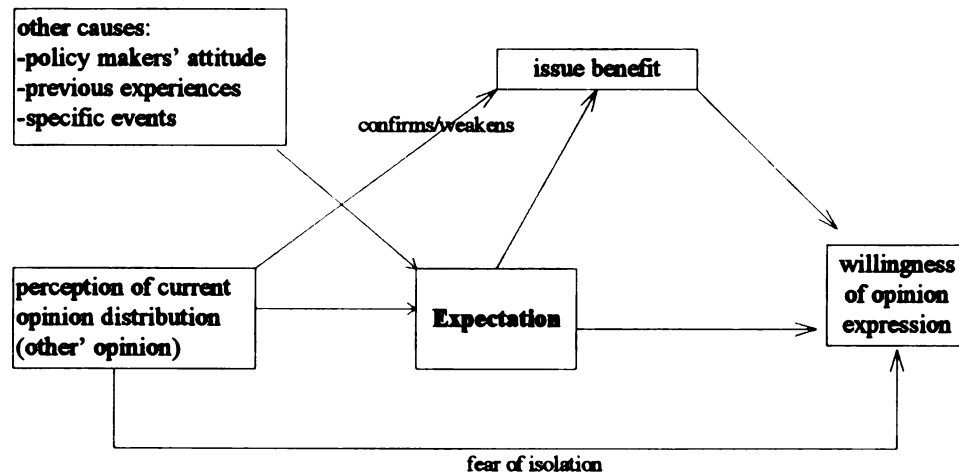 other causes:
-policy makers' attitude
-previous experiences
-specific events
issue benefit
confirms/weakens
perception of current
opinion distribution
(other' opinion)
Expectation
willingness
of opinion
expression
fear of isolation